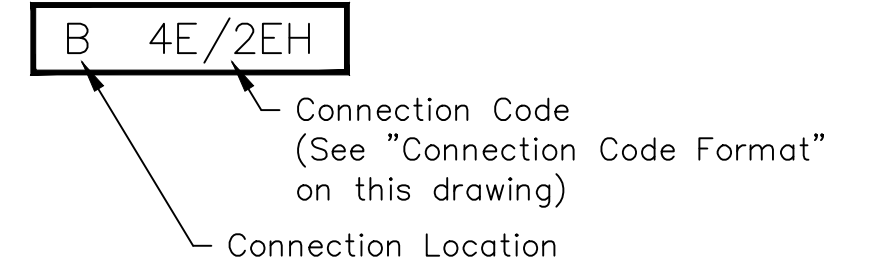 B 4E/2EH
Connection Code
(See "Connection Code Format"
on this drawing)
Connection Location